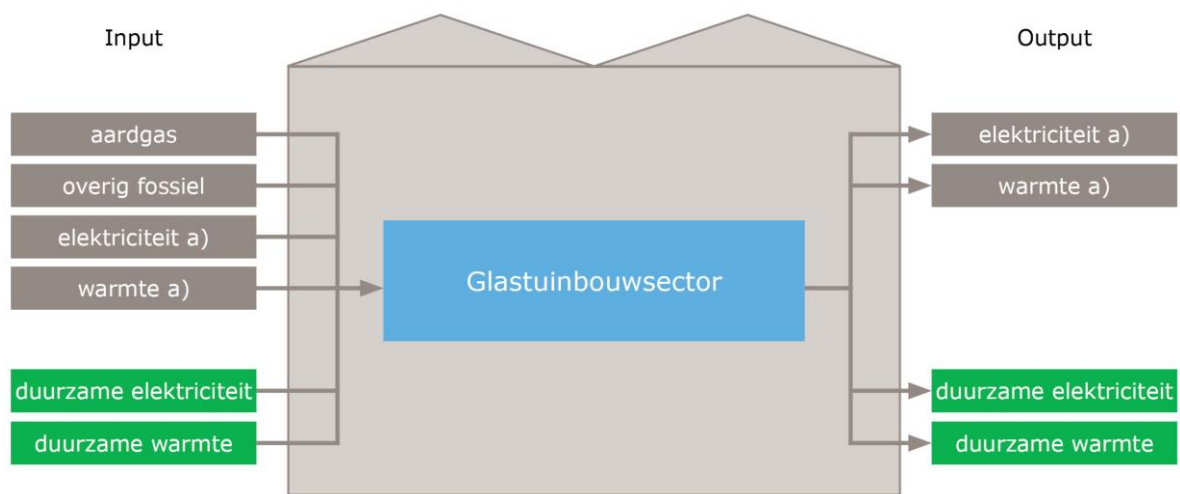 Input
Output
aardgas
overig fossiel
elektriciteit a)
warmte a)
duurzame elektriciteit
duurzame warmte
Glastuinbouwsector
elektriciteit a)
warmte a)
duurzame elektriciteit
duurzame warmte